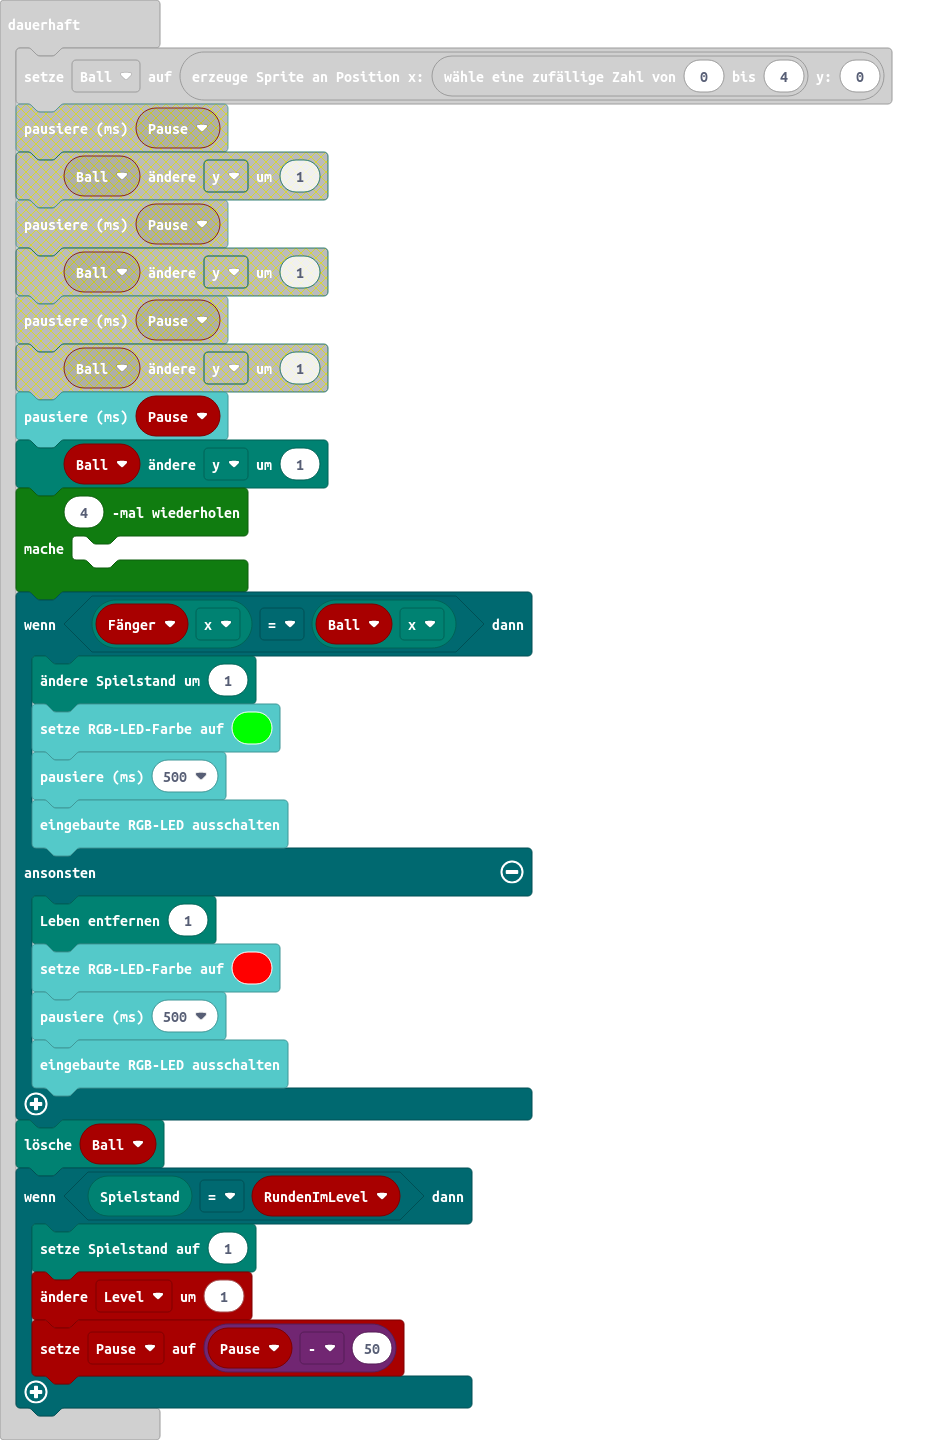 dauerhaft
setze Ball auf erzeuge Sprite an Position x: wähle eine zufällige Zahl von 0 bis 4 y: 0
pausiere (ms) Pause
Ball ändere y um 1
pausiere (ms) Pause
Ball ändere y um 1
pausiere (ms) Pause
Ball ändere y um 1
pausiere (ms) Pause
Ball ändere y um 1
4 -mal wiederholen
mache
wenn Fänger x = Ball x dann
ändere Spielstand um 1
setze RGB-LED-Farbe auf
pausiere (ms) 500
eingebaute RGB-LED ausschalten
ansonsten
Leben entfernen 1
setze RGB-LED-Farbe auf
pausiere (ms) 500
eingebaute RGB-LED ausschalten
lösche Ball
wenn Spielstand = RundenImLevel dann
setze Spielstand auf 1
ändere Level um 1
setze Pause auf Pause - 50